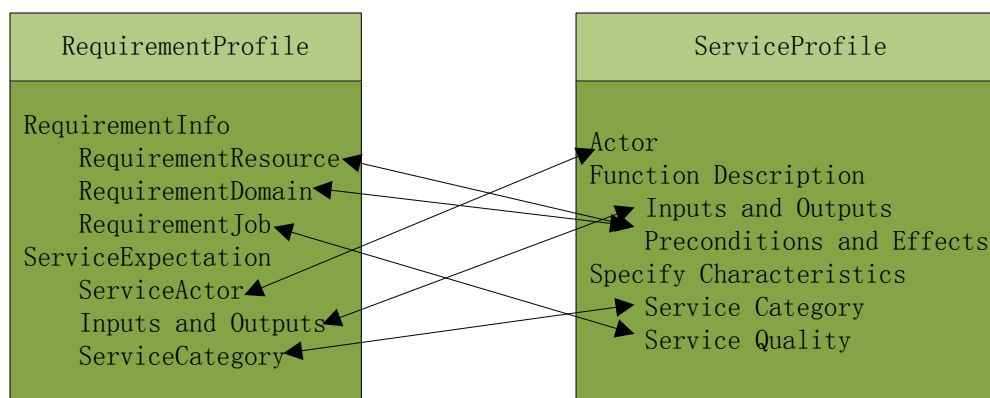 RequirementProfile
RequirementInfo
RequirementResource
RequirementDomain
RequirementJob
ServiceExpectation
ServiceActor
Inputs and Outputs
ServiceCategory
ServiceProfile
Actor
Function Description
Inputs and Outputs
Preconditions and Effects
Specify Characteristics
Service Category
Service Quality